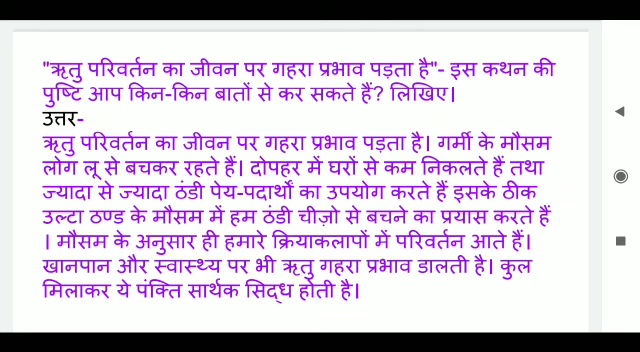 "ऋतु परिवर्तन का जीवन पर गहरा प्रभाव पड़ता है"- इस कथन की
पुष्टि आप किन-किन बातों से कर सकते हैं? लिखिए।
उत्तर-
ऋतु परिवर्तन का जीवन पर गहरा प्रभाव पड़ता है। गर्मी के मौसम
लोग लू से बचकर रहते हैं। दोपहर में घरों से कम निकलते हैं तथा
ज्यादा से ज्यादा ठंडी पेय-पदार्थों का उपयोग करते हैं इसके ठीक
उल्टा ठण्ड के मौसम में हम ठंडी चीज़ो से बचने का प्रयास करते हैं
। मौसम के अनुसार ही हमारे क्रियाकलापों में परिवर्तन आते हैं।
खानपान और स्वास्थ्य पर भी ऋतु गहरा प्रभाव डालती है। कुल
मिलाकर ये पंक्ति सार्थक सिद्ध होती है।